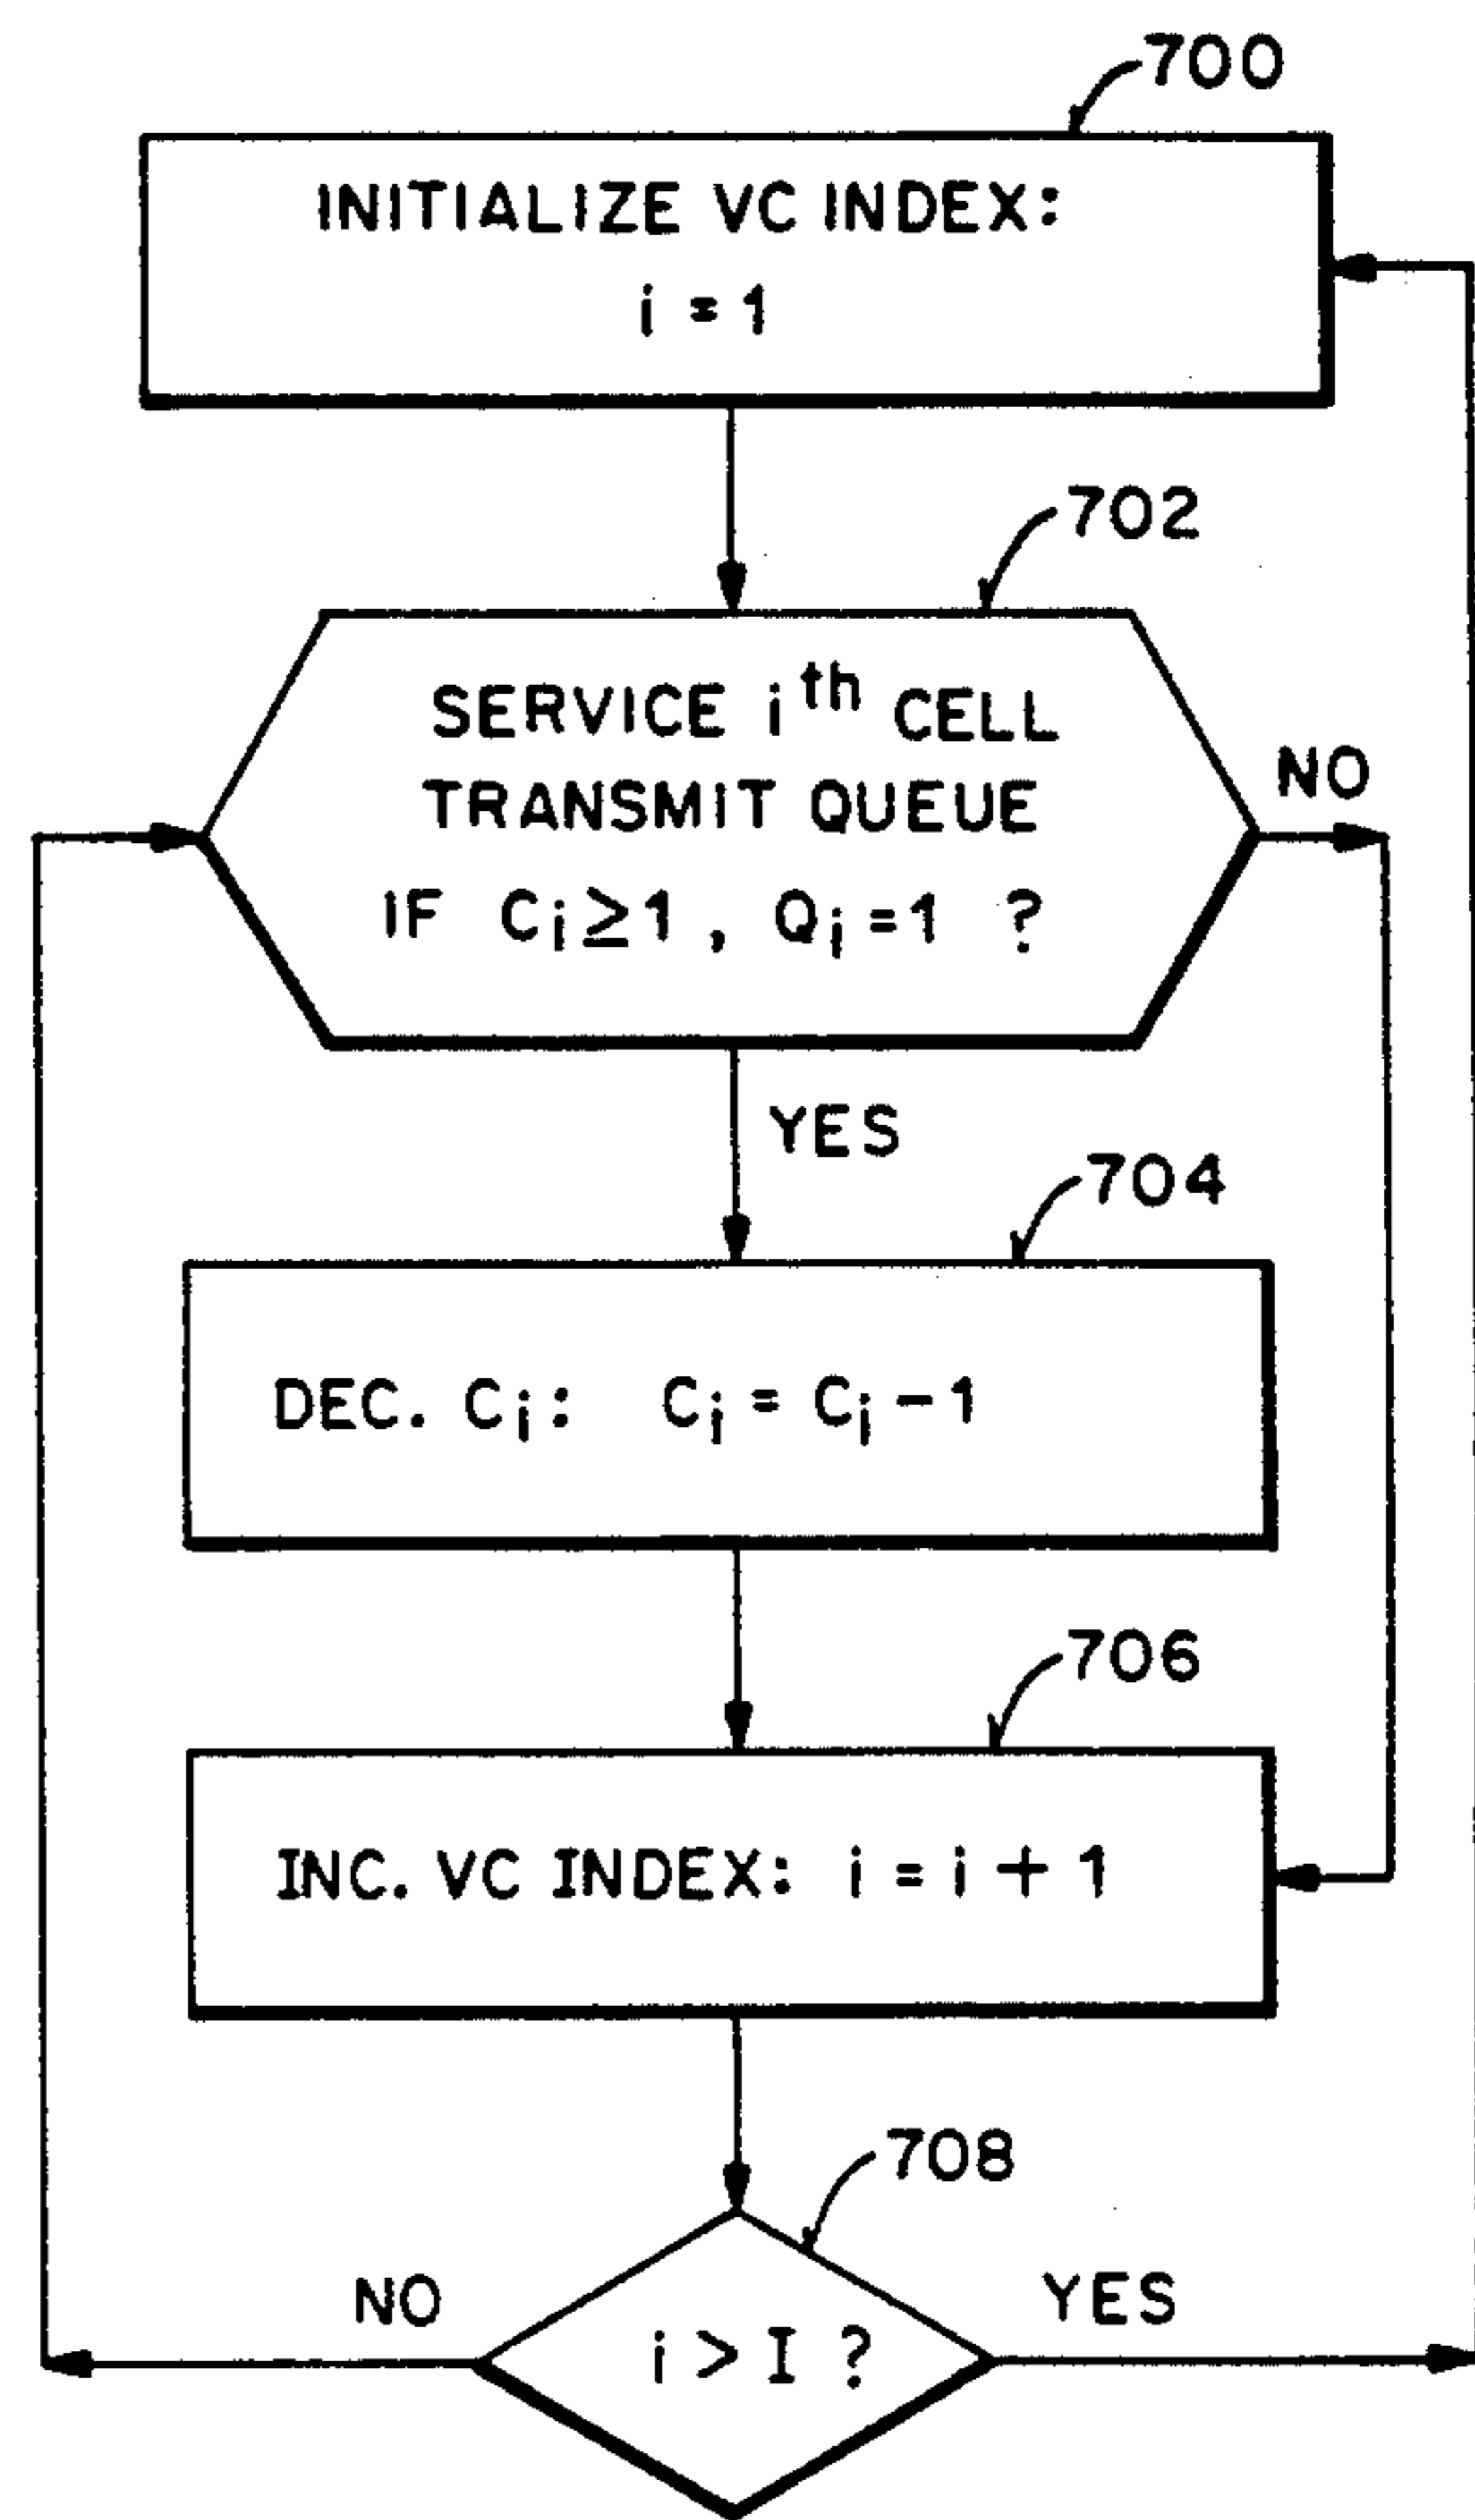 700
INITIALIZE VC INDEX:
i = 1
702
SERVICE iᵗʰ CELL
TRANSMIT QUEUE
IF Cᵢ≥1, Qᵢ=1 ?
NO
YES
704
DEC. Cᵢ: Cᵢ = Cᵢ – 1
706
INC. VC INDEX: i = i + 1
708
NO
YES
i > I ?